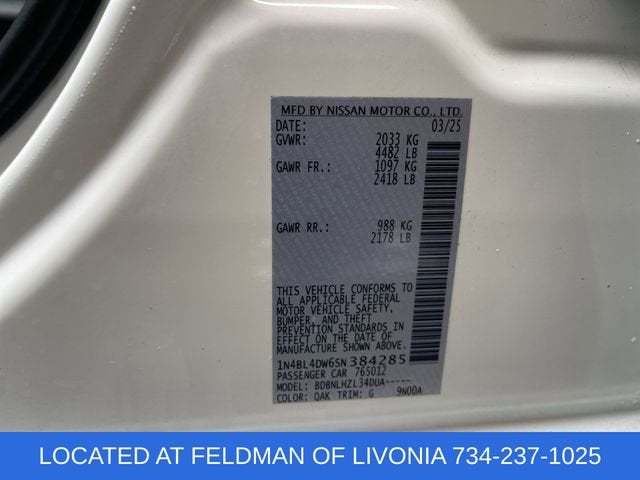 MFD BY NISSAN MOTOR CO., LTD.
DATE: 03/25
GVWR: 2033 KG
4482 LB
GAWR FR.: 1097 KG
2418 LB
GAWR RR.: 988 KG
2178 LB
THIS VEHICLE CONFORMS TO
ALL APPLICABLE FEDERAL
MOTOR VEHICLE SAFETY,
BUMPER, AND THEFT
PREVENTION STANDARDS IN
EFFECT ON THE DATE OF
MANUFACTURE SHOWN ABOVE.
1N4BL4DW6SN384285
PASSENGER CAR 765012
MODEL: BDBNLHZL34DUA-----
COLOR: QAK TRIM: G 9N00A
LOCATED AT FELDMAN OF LIVONIA 734-237-1025